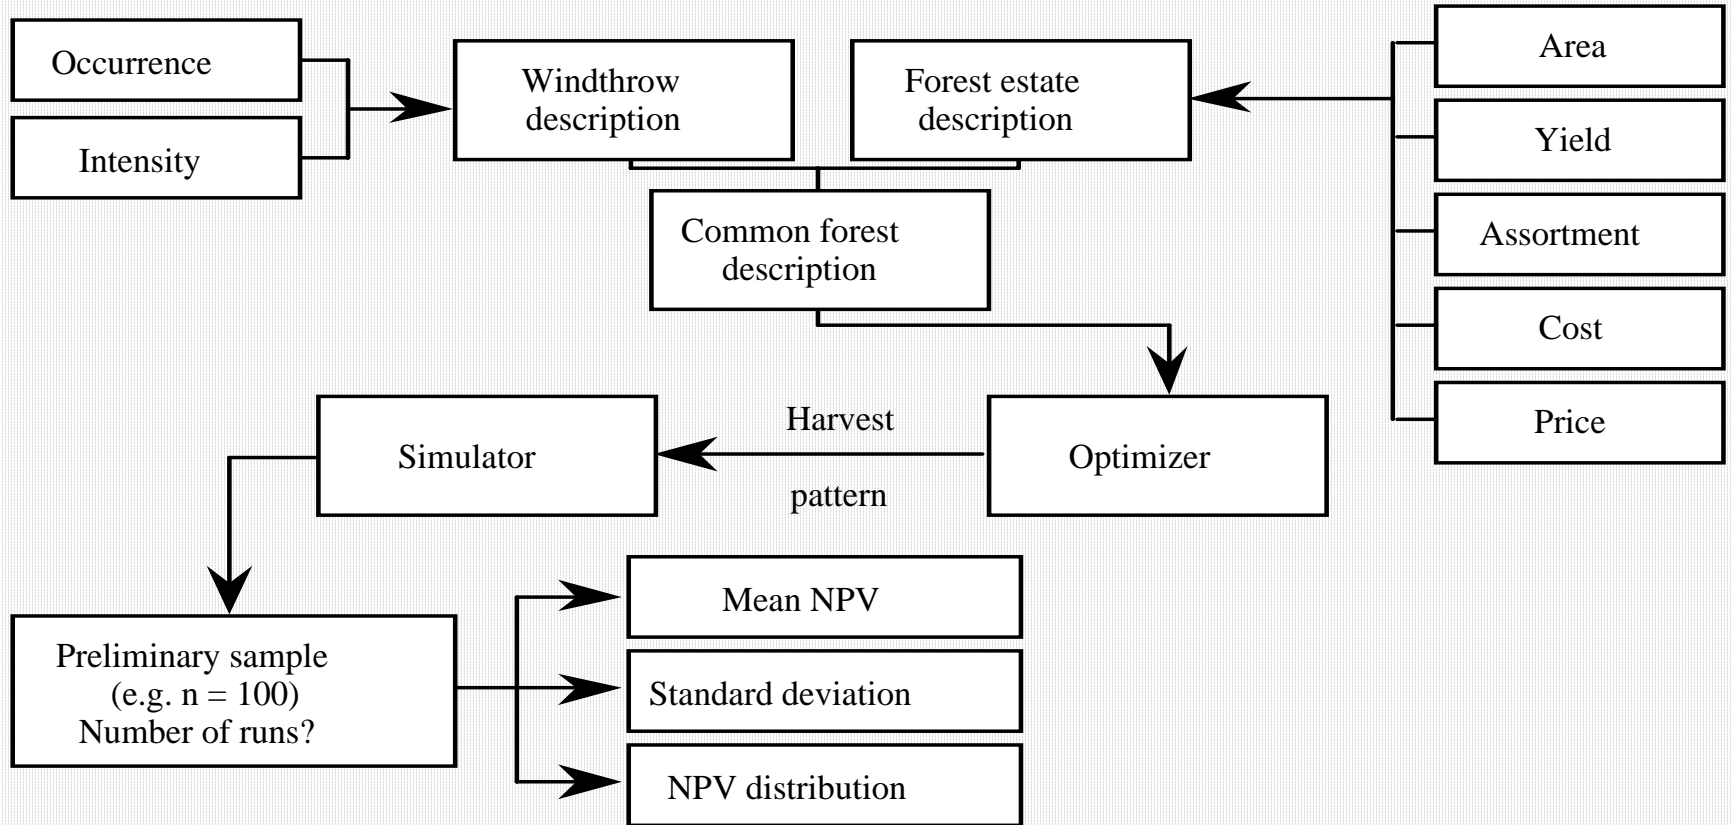 Occurrence
Intensity
Windthrow
description
Forest estate
description
Area
Yield
Assortment
Cost
Price
Common forest
description
Optimizer
Harvest
pattern
Simulator
Preliminary sample
(e.g. n = 100)
Number of runs?
Mean NPV
Standard deviation
NPV distribution